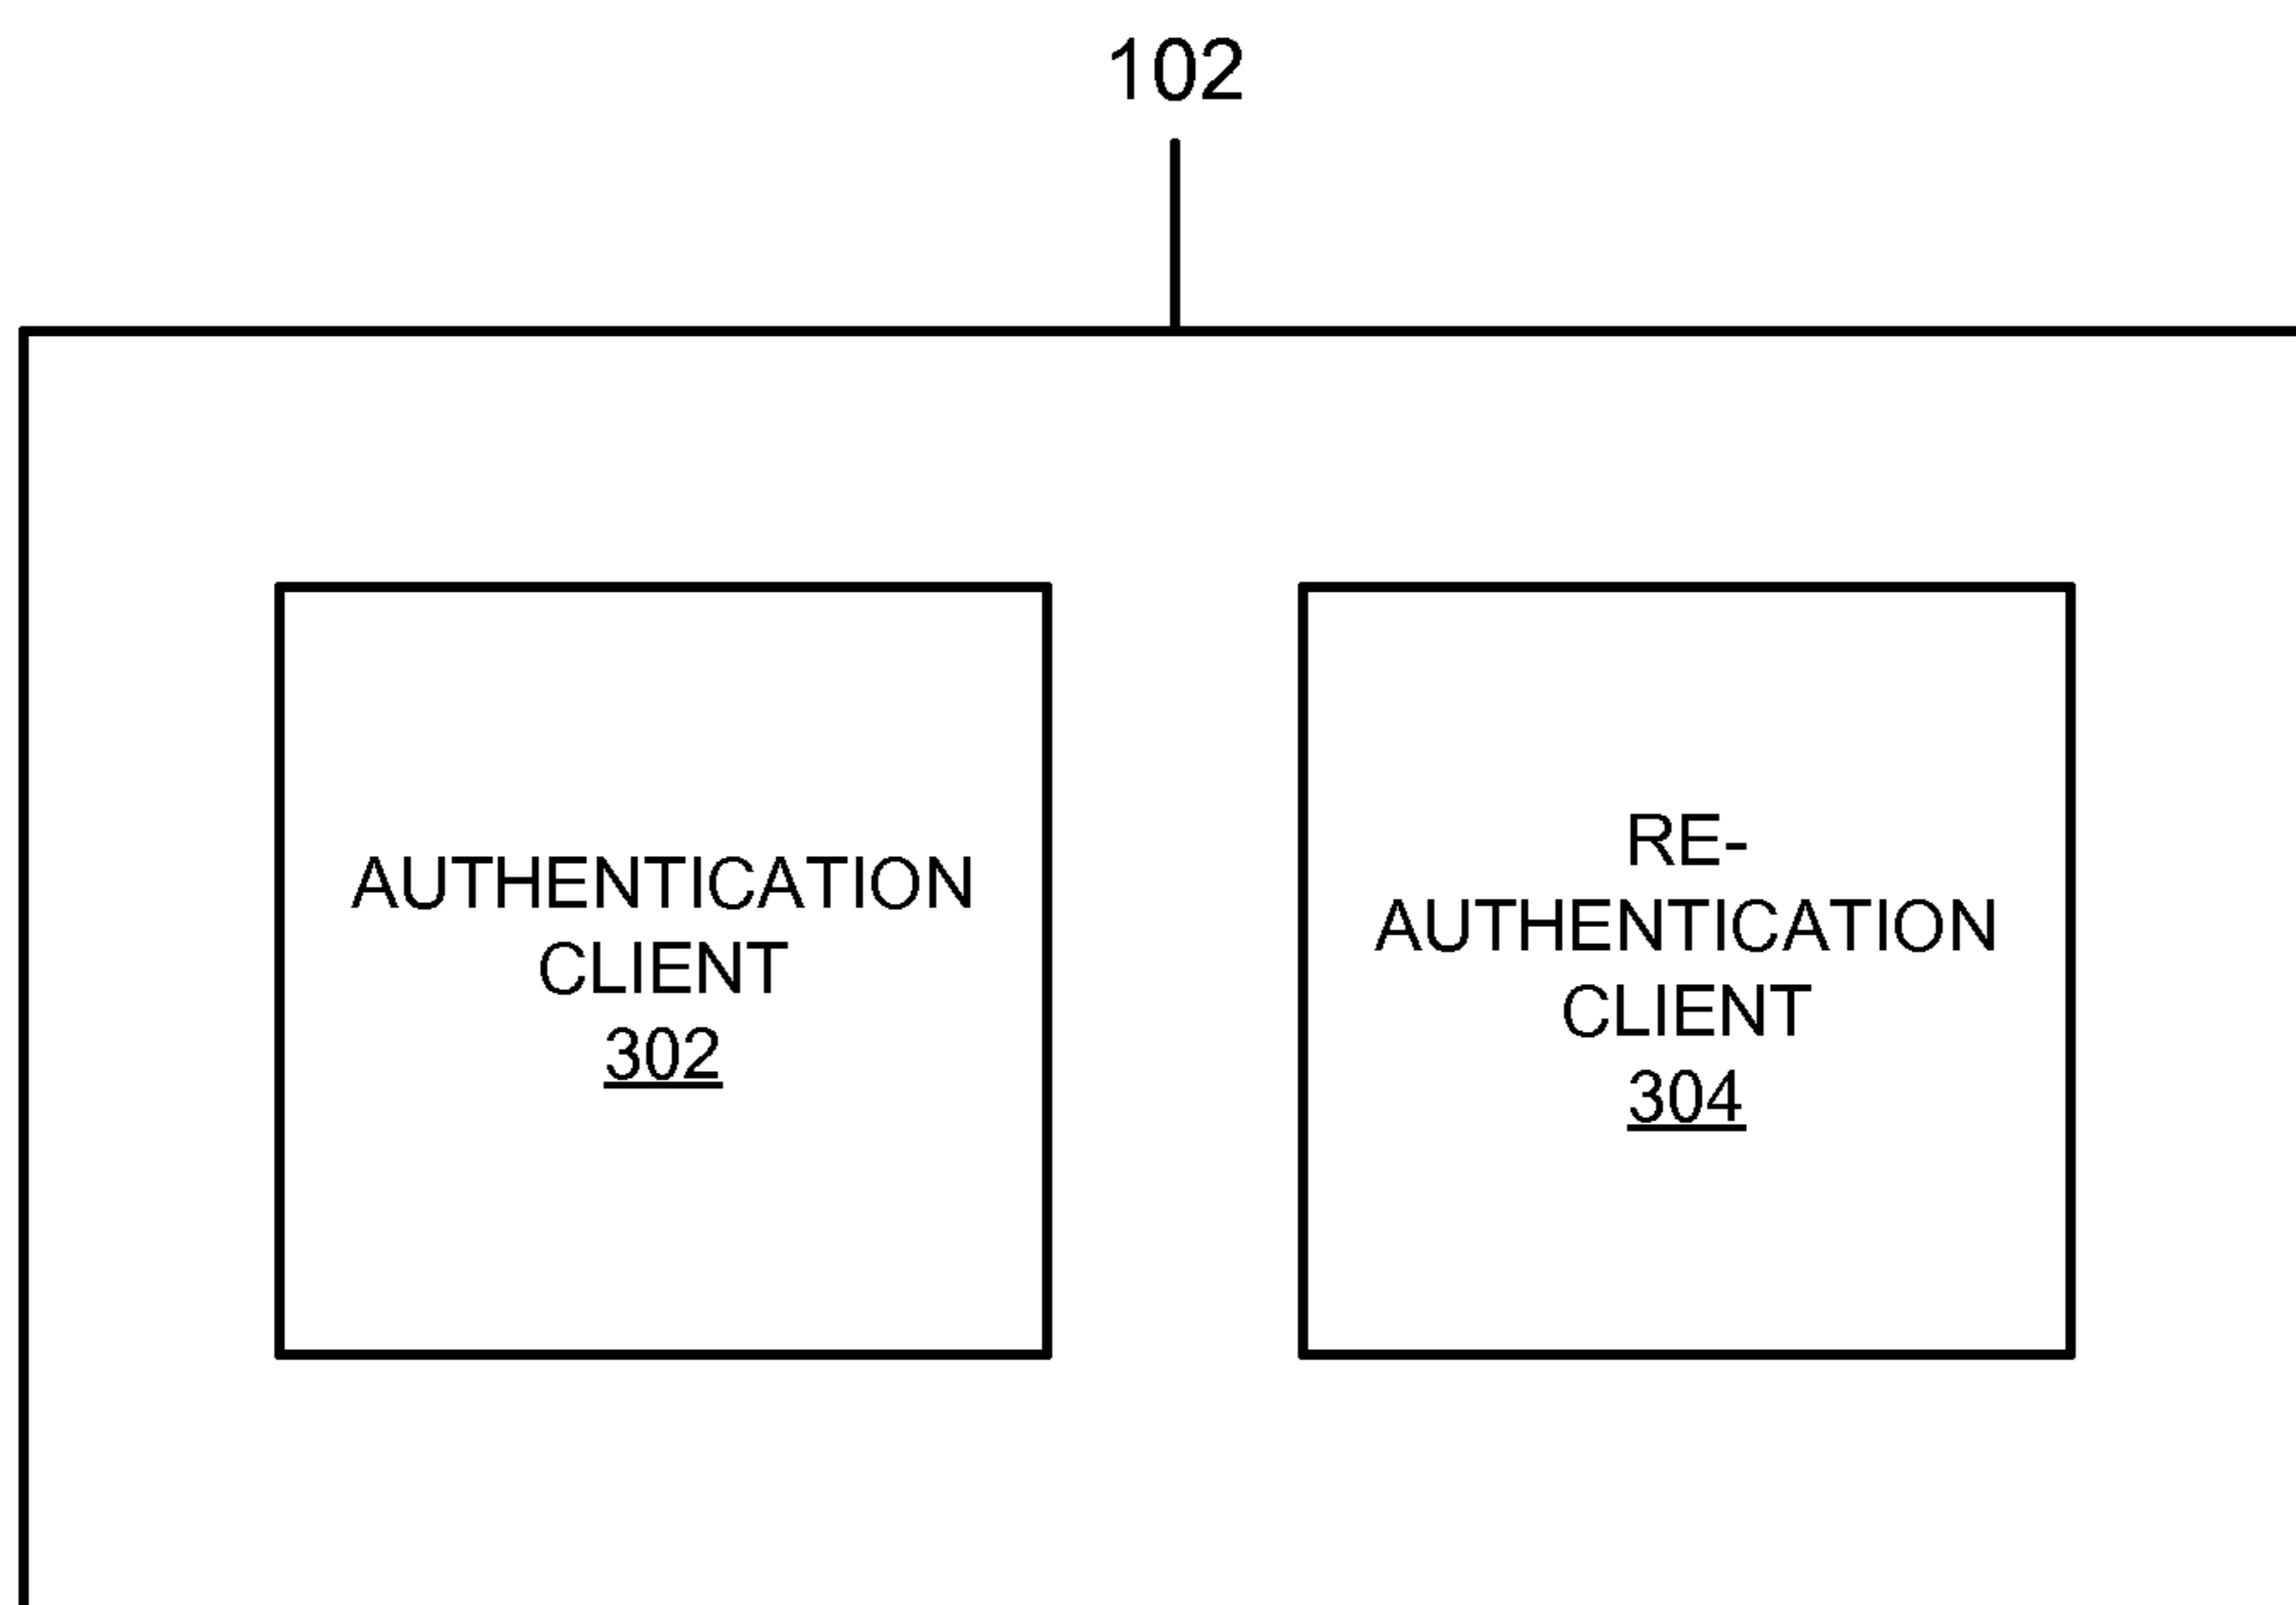 102
AUTHENTICATION
CLIENT
302
RE-
AUTHENTICATION
CLIENT
304